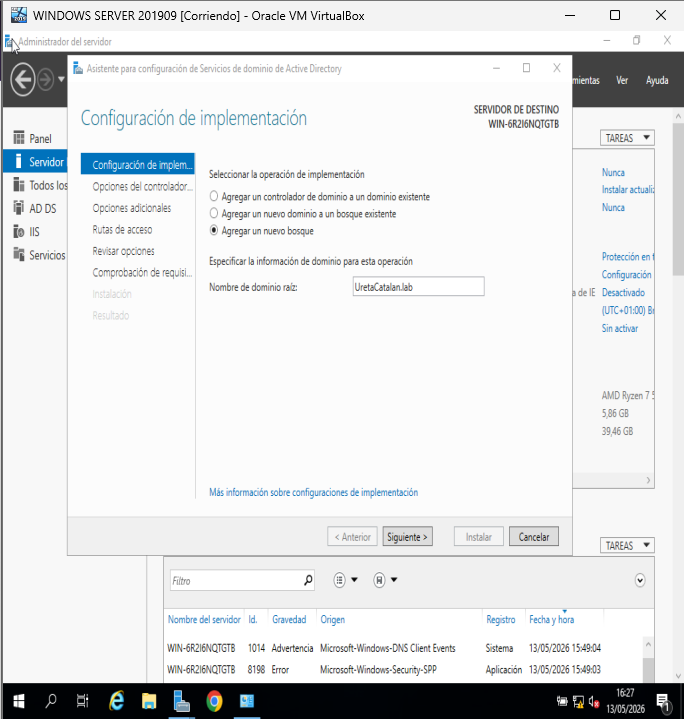 WINDOWS SERVER 201909 [Corriendo] - Oracle VM VirtualBox
Administrador del servidor
Asistente para configuración de Servicios de dominio de Active Directory
mientas Ver Ayuda
Configuración de implementación
SERVIDOR DE DESTINO
WIN-6R2I6NQTGTB
Panel
Servidor
Todos los
AD DS
IIS
Servicios
Configuración de implem...
Opciones del controlador...
Opciones adicionales
Rutas de acceso
Revisar opciones
Comprobación de requisi...
Instalación
Resultado
Seleccionar la operación de implementación
Agregar un controlador de dominio a un dominio existente
Agregar un nuevo dominio a un bosque existente
Agregar un nuevo bosque
Especificar la información de dominio para esta operación
Nombre de dominio raíz: UretaCatalan.lab
Más información sobre configuraciones de implementación
< Anterior Siguiente > Instalar Cancelar
TAREAS
Nunca
Instalar actualiz
Nunca
Protección en t
Configuración
a de IE Desactivado
(UTC+01:00) B
Sin activar
AMD Ryzen 7 5
5,86 GB
39,46 GB
TAREAS
Filtro
Nombre del servidor Id. Gravedad Origen Registro Fecha y hora
WIN-6R2I6NQTGTB 1014 Advertencia Microsoft-Windows-DNS Client Events Sistema 13/05/2026 15:49:04
WIN-6R2I6NQTGTB 8198 Error Microsoft-Windows-Security-SPP Aplicación 13/05/2026 15:49:03
16:27
13/05/2026
1